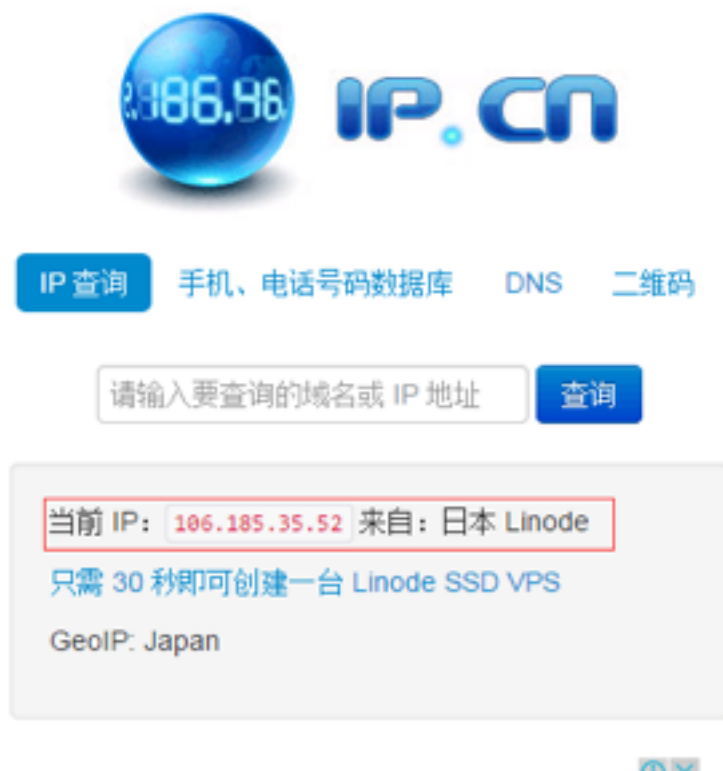 2.186.46.
IP.CN
IP 查询 手机、电话号码数据库 DNS 二维码
请输入要查询的域名或 IP 地址 查询
当前 IP: 106.185.35.52 来自:日本 Linode
只需 30 秒即可创建一台 Linode SSD VPS
GeoIP: Japan